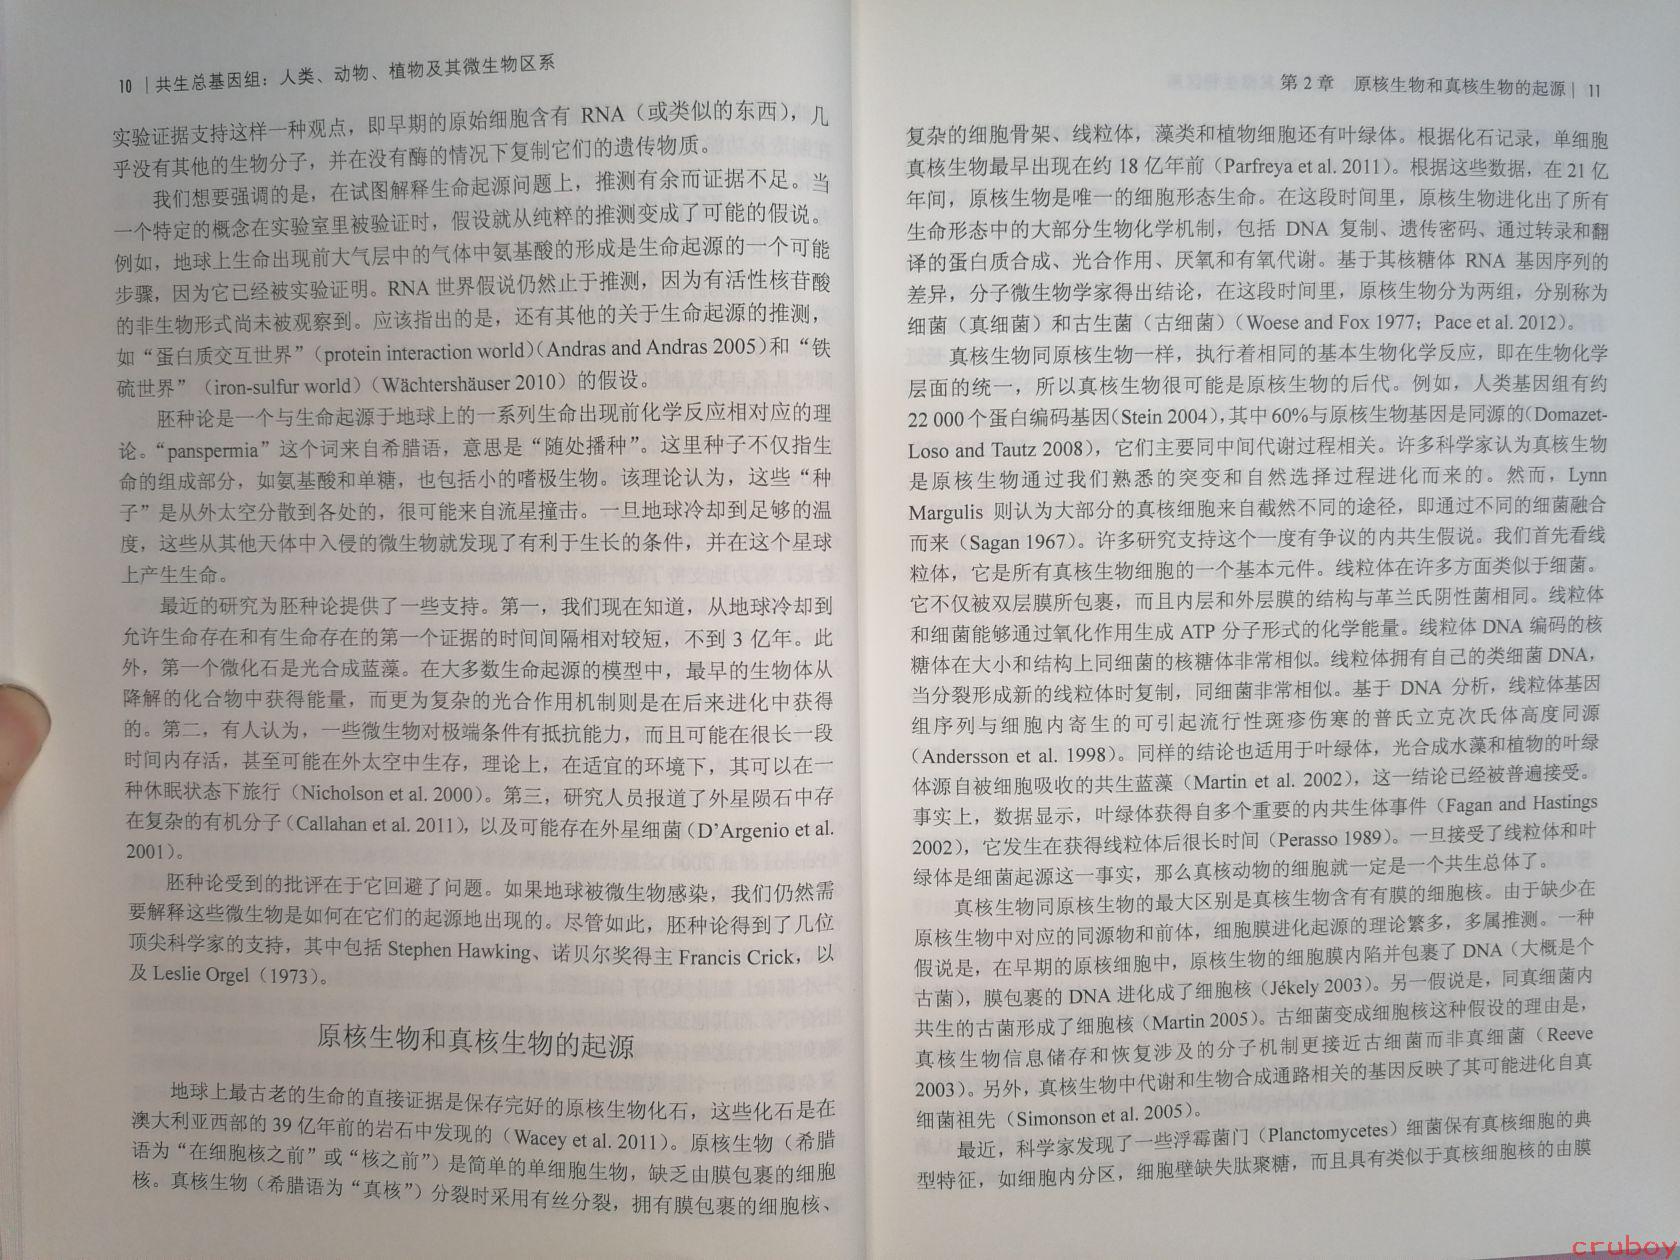 10 | 共生总基因组：人类、动物、植物及其微生物区系
实验证据支持这样一种观点，即早期的原始细胞含有 RNA（或类似的东西），几
乎没有其他的生物分子，并在没有酶的情况下复制它们的遗传物质。
我们想要强调的是，在试图解释生命起源问题上，推测有余而证据不足。当
一个特定的概念在实验室里被验证时，假设就从纯粹的推测变成了可能的假说。
例如，地球上生命出现前大气层中的气体中氨基酸的形成是生命起源的一个可能
步骤，因为它已经被实验证明。RNA 世界假说仍然止于推测，因为有活性核苷酸
的非生物形式尚未被观察到。应该指出的是，还有其他的关于生命起源的推测，
如“蛋白质交互世界”（protein interaction world）（Andras and Andras 2005）和“铁
硫世界”（iron-sulfur world）（Wächtershäuser 2010）的假设。
胚种论是一个与生命起源于地球上的一系列生命出现前化学反应相对应的理
论。“panspermia”这个词来自希腊语，意思是“随处播种”。这里种子不仅指生
命的组成部分，如氨基酸和单糖，也包括小的嗜极生物。该理论认为，这些“种
子”是从外太空分散到各处的，很可能来自流星撞击。一旦地球冷却到足够的温
度，这些从其他天体中入侵的微生物就发现了有利于生长的条件，并在这个星球
上产生生命。
最近的研究为胚种论提供了一些支持。第一，我们现在知道，从地球冷却到
允许生命存在和有生命存在的第一个证据的时间间隔相对较短，不到 3 亿年。此
外，第一个微化石是光合成蓝藻。在大多数生命起源的模型中，最早的生物体从
降解的化合物中获得能量，而更为复杂的光合作用机制则是在后来进化中获得
的。第二，有人认为，一些微生物对极端条件有抵抗能力，而且可能在很长一段
时间内存活，甚至可能在外太空中生存，理论上，在适宜的环境下，其可以在一
种休眠状态下旅行（Nicholson et al. 2000）。第三，研究人员报道了外星陨石中存
在复杂的有机分子（Callahan et al. 2011），以及可能存在外星细菌（D’Argenio et al.
2001）。
胚种论受到的批评在于它回避了问题。如果地球被微生物感染，我们仍然需
要解释这些微生物是如何在它们的起源地出现的。尽管如此，胚种论得到了几位
顶尖科学家的支持，其中包括 Stephen Hawking、诺贝尔奖得主 Francis Crick，以
及 Leslie Orgel（1973）。
原核生物和真核生物的起源
地球上最古老的生命的直接证据是保存完好的原核生物化石，这些化石是在
澳大利亚西部的 39 亿年前的岩石中发现的（Wacey et al. 2011）。原核生物（希腊
语为“在细胞核之前”或“核之前”）是简单的单细胞生物，缺乏由膜包裹的细胞
核。真核生物（希腊语为“真核”）分裂时采用有丝分裂，拥有膜包裹的细胞核、
第 2 章 原核生物和真核生物的起源 | 11
复杂的细胞骨架、线粒体，藻类和植物细胞还有叶绿体。根据化石记录，单细胞
真核生物最早出现在约 18 亿年前（Parfreya et al. 2011）。根据这些数据，在 21 亿
年间，原核生物是唯一的细胞形态生命。在这段时间里，原核生物进化出了所有
生命形态中的大部分生物化学机制，包括 DNA 复制、遗传密码、通过转录和翻
译的蛋白质合成、光合作用、厌氧和有氧代谢。基于其核糖体 RNA 基因序列的
差异，分子微生物学家得出结论，在这段时间里，原核生物分为两组，分别称为
细菌（真细菌）和古生菌（古细菌）（Woese and Fox 1977；Pace et al. 2012）。
真核生物同原核生物一样，执行着相同的基本生物化学反应，即在生物化学
层面的统一，所以真核生物很可能是原核生物的后代。例如，人类基因组有约
22 000 个蛋白编码基因（Stein 2004），其中 60%与原核生物基因是同源的（Domazet-
Loso and Tautz 2008），它们主要同中间代谢过程相关。许多科学家认为真核生物
是原核生物通过我们熟悉的突变和自然选择过程进化而来的。然而，Lynn
Margulis 则认为大部分的真核细胞来自截然不同的途径，即通过不同的细菌融合
而来（Sagan 1967）。许多研究支持这个一度有争议的内共生假说。我们首先看线
粒体，它是所有真核生物细胞的一个基本元件。线粒体在许多方面类似于细菌。
它不仅被双层膜所包裹，而且内层和外层膜的结构与革兰氏阴性菌相同。线粒体
和细菌能够通过氧化作用生成 ATP 分子形式的化学能量。线粒体 DNA 编码的核
糖体在大小和结构上同细菌的核糖体非常相似。线粒体拥有自己的类细菌 DNA，
当分裂形成新的线粒体时复制，同细菌非常相似。基于 DNA 分析，线粒体基因
组序列与细胞内寄生的可引起流行性斑疹伤寒的普氏立克次氏体高度同源
（Andersson et al. 1998）。同样的结论也适用于叶绿体，光合成水藻和植物的叶绿
体源自被细胞吸收的共生蓝藻（Martin et al. 2002），这一结论已经被普遍接受。
事实上，数据显示，叶绿体获得自多个重要的内共生体事件（Fagan and Hastings
2002），它发生在获得线粒体后很长时间（Perasso 1989）。一旦接受了线粒体和叶
绿体是细菌起源这一事实，那么真核动物的细胞就一定是一个共生总体了。
真核生物同原核生物的最大区别是真核生物含有有膜的细胞核。由于缺少在
原核生物中对应的同源物和前体，细胞膜进化起源的理论繁多，多属推测。一种
假说是，在早期的原核细胞中，原核生物的细胞膜内陷并包裹了 DNA（大概是个
古菌），膜包裹的 DNA 进化成了细胞核（Jékely 2003）。另一假说是，同真细菌内
共生的古菌形成了细胞核（Martin 2005）。古细菌变成细胞核这种假设的理由是，
真核生物信息储存和恢复涉及的分子机制更接近古细菌而非真细菌（Reeve
2003）。另外，真核生物中代谢和生物合成通路相关的基因反映了其可能进化自真
细菌祖先（Simonson et al. 2005）。
最近，科学家发现了一些浮霉菌门（Planctomycetes）细菌保有真核细胞的典
型特征，如细胞内分区，细胞壁缺失肽聚糖，而且具有类似于真核细胞核的由膜
cruboy